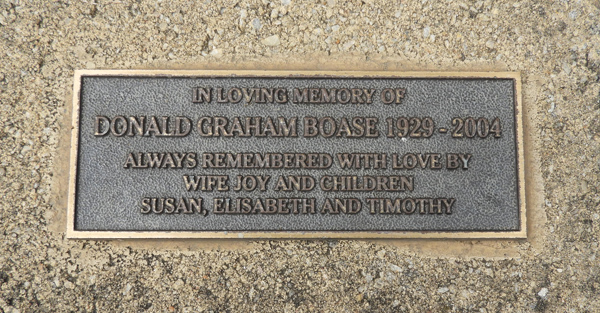 IN LOVING MEMORY OF
DONALD GRAHAM BOASE 1929 - 2004
ALWAYS REMEMBERED WITH LOVE BY
WIFE JOY AND CHILDREN
SUSAN, ELISABETH AND TIMOTHY